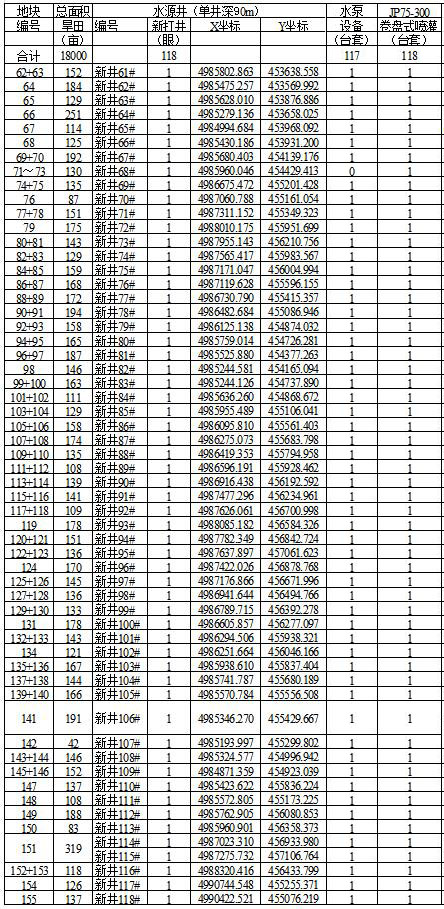 地块 总面积 水源井（单井深90m） 水泵 JP75-300
编号 旱田 编号 新打井 X坐标 Y坐标 设备 卷盘式喷灌
（亩） （眼） （台套） （台套）
合计 18000 118 117 118
62+63 152 新井61# 1 4985802.863 453638.558 1 1
64 184 新井62# 1 4985475.257 453569.992 1 1
65 129 新井63# 1 4985628.010 453876.886 1 1
66 251 新井64# 1 4985279.136 453658.025 1 1
67 114 新井65# 1 4994994.684 453968.092 1 1
68 125 新井66# 1 4985430.186 453931.200 1 1
69+70 192 新井67# 1 4985680.403 454139.176 1 1
71～73 130 新井68# 1 4985960.046 454429.413 0 1
74+75 135 新井69# 1 4986675.472 455201.428 1 1
76 87 新井70# 1 4987060.788 455161.054 1 1
77+78 151 新井71# 1 4987311.152 455349.323 1 1
79 175 新井72# 1 4988010.175 455951.699 1 1
80+81 143 新井73# 1 4987955.143 456210.756 1 1
82+83 129 新井74# 1 4987565.417 455983.567 1 1
84+85 159 新井75# 1 4987171.047 456004.994 1 1
86+87 168 新井76# 1 4987119.628 455596.155 1 1
88+89 172 新井77# 1 4986730.790 455415.357 1 1
90+91 194 新井78# 1 4986482.684 455086.946 1 1
92+93 158 新井79# 1 4986125.138 454874.032 1 1
94+95 165 新井80# 1 4985759.014 454726.281 1 1
96+97 187 新井81# 1 4985525.880 454377.263 1 1
98 146 新井82# 1 4985244.581 454165.094 1 1
99+100 163 新井83# 1 4985244.126 454737.890 1 1
101+102 111 新井84# 1 4985636.260 454868.672 1 1
103+104 129 新井85# 1 4985955.489 455106.041 1 1
105+106 158 新井86# 1 4986095.810 455561.403 1 1
107+108 174 新井87# 1 4986275.073 455683.798 1 1
109+110 135 新井88# 1 4986419.353 455794.958 1 1
111+112 108 新井89# 1 4986596.191 455928.462 1 1
113+114 139 新井90# 1 4986916.438 456192.592 1 1
115+116 141 新井91# 1 4987477.296 456234.961 1 1
117+118 109 新井92# 1 4987626.061 456700.998 1 1
119 178 新井93# 1 4988085.182 456584.326 1 1
120+121 151 新井94# 1 4987782.349 456842.724 1 1
122+123 136 新井95# 1 4987637.897 457061.623 1 1
124 170 新井96# 1 4987422.026 456878.768 1 1
125+126 145 新井97# 1 4987176.866 456671.996 1 1
127+128 136 新井98# 1 4986941.644 456494.766 1 1
129+130 133 新井99# 1 4986789.715 456392.278 1 1
131 178 新井100# 1 4986605.857 456277.097 1 1
132+133 143 新井101# 1 4986294.506 455938.321 1 1
134 121 新井102# 1 4986251.664 456046.166 1 1
135+136 167 新井103# 1 4985938.610 455837.404 1 1
137+138 144 新井104# 1 4985741.787 455680.189 1 1
139+140 166 新井105# 1 4985570.784 455556.508 1 1
141 191 新井106# 1 4985346.270 455429.667 1 1
142 42 新井107# 1 4985193.997 455299.802 1 1
143+144 146 新井108# 1 4985324.577 454996.942 1 1
145+146 152 新井109# 1 4984871.359 454923.039 1 1
147 137 新井110# 1 4985423.622 455836.224 1 1
148 108 新井111# 1 4985572.805 455173.225 1 1
149 188 新井112# 1 4985762.905 456080.853 1 1
150 83 新井113# 1 4985960.901 456358.373 1 1
151 319 新井114# 1 4987023.310 456933.980 1 1
新井115# 1 4987275.732 457106.764 1 1
152+153 118 新井116# 1 4988320.416 456433.799 1 1
154 126 新井117# 1 4990744.548 455255.371 1 1
155 137 新井118# 1 4990422.521 455076.219 1 1